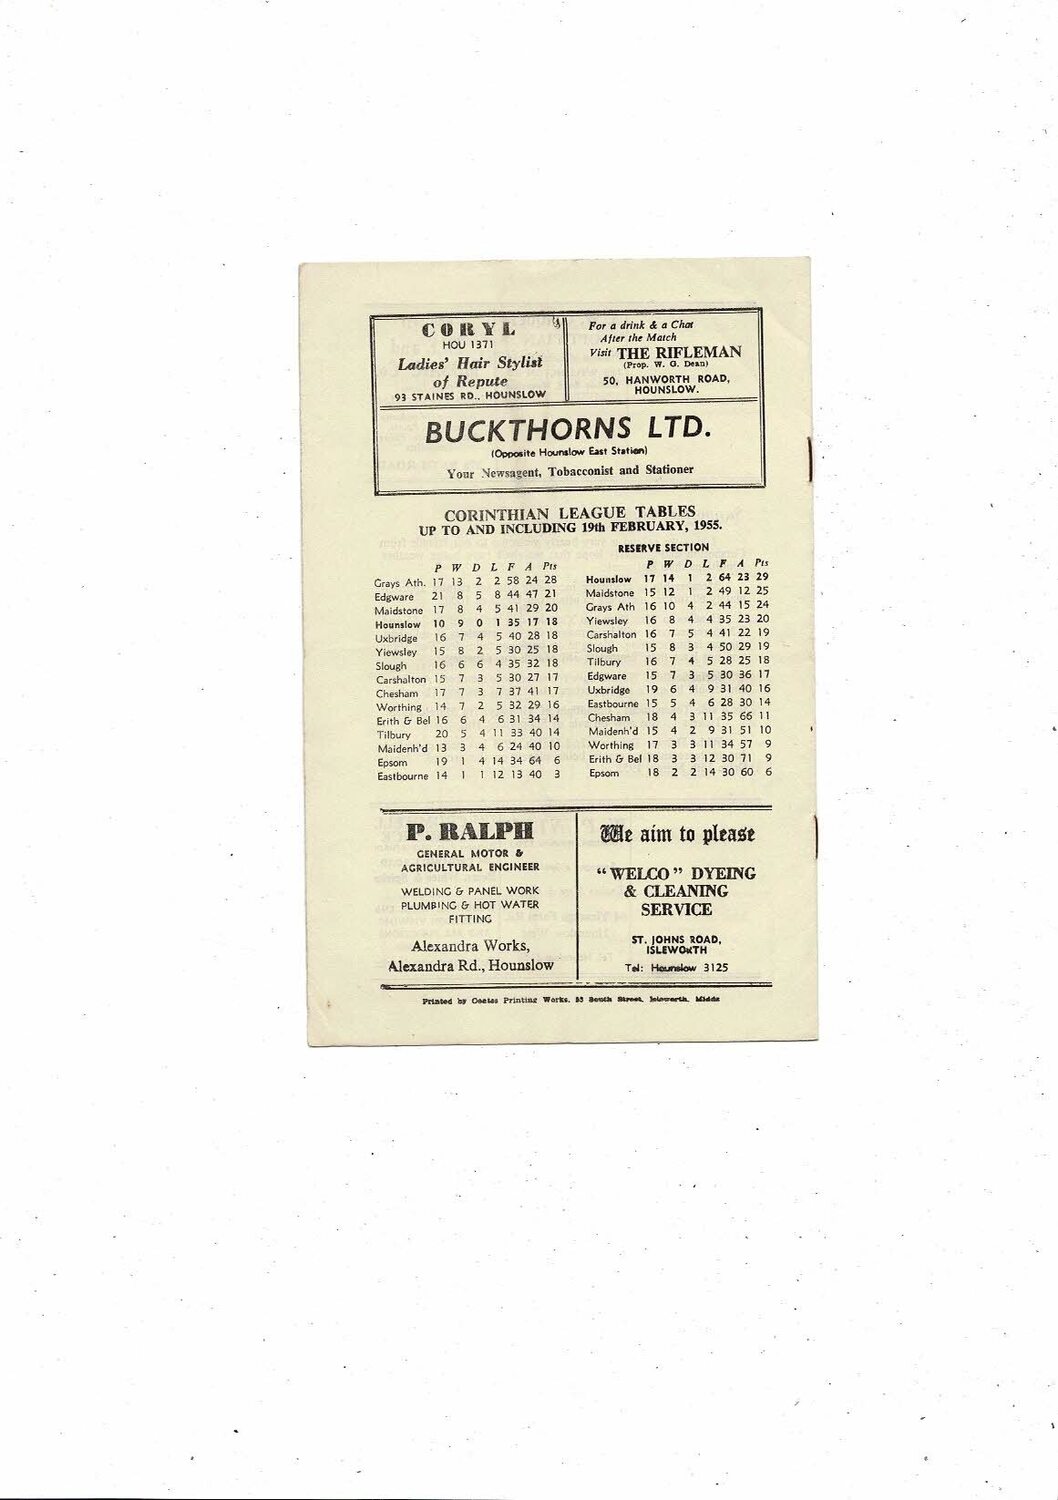 CORYL
HOU 1371
Ladies' Hair Stylist
of Repute
93 STAINES RD., HOUNSLOW
For a drink & a Chat
After the Match
Visit THE RIFLEMAN
(Prop. W. G. Dean)
50, HANWORTH ROAD,
HOUNSLOW.
BUCKTHORNS LTD.
(Opposite Hounslow East Station)
Your Newsagent, Tobacconist and Stationer
CORINTHIAN LEAGUE TABLES
UP TO AND INCLUDING 19th FEBRUARY, 1955.
P W D L F A Pts
Grays Ath. 17 13 2 2 58 24 28
Edgware 21 8 5 8 44 47 21
Maidstone 17 8 4 5 41 29 20
Hounslow 10 9 0 1 35 17 18
Uxbridge 16 7 4 5 40 28 18
Yiewsley 15 8 2 5 30 25 18
Slough 16 6 6 4 35 32 18
Carshalton 15 7 3 5 30 27 17
Chesham 17 7 3 7 37 41 17
Worthing 14 7 2 5 32 29 16
Erith & Bel 16 6 4 6 31 34 14
Tilbury 20 5 4 11 33 40 14
Maidenh'd 13 3 4 6 24 40 10
Epsom 19 1 4 14 34 64 6
Eastbourne 14 1 1 12 13 40 3
RESERVE SECTION
P W D L F A Pts
Hounslow 17 14 1 2 64 23 29
Maidstone 15 12 1 2 49 12 25
Grays Ath 16 10 4 2 44 15 24
Yiewsley 16 8 4 4 35 23 20
Carshalton 16 7 5 4 41 22 19
Slough 15 8 3 4 50 29 19
Tilbury 16 7 4 5 28 25 18
Edgware 15 7 3 5 30 36 17
Uxbridge 19 6 4 9 31 40 16
Eastbourne 15 5 4 6 28 30 14
Chesham 18 4 3 11 35 66 11
Maidenh'd 15 4 2 9 31 51 10
Worthing 17 3 3 11 34 57 9
Erith & Bel 18 3 3 12 30 71 9
Epsom 18 2 2 14 30 60 6
P. RALPH
GENERAL MOTOR &
AGRICULTURAL ENGINEER
WELDING & PANEL WORK
PLUMBING & HOT WATER
FITTING
Alexandra Works,
Alexandra Rd., Hounslow
We aim to please
"WELCO" DYEING
& CLEANING
SERVICE
ST. JOHNS ROAD,
ISLEWORTH
Tel: Hounslow 3125
Printed by Coates Printing Works, 53 South Street, Isleworth, Middx